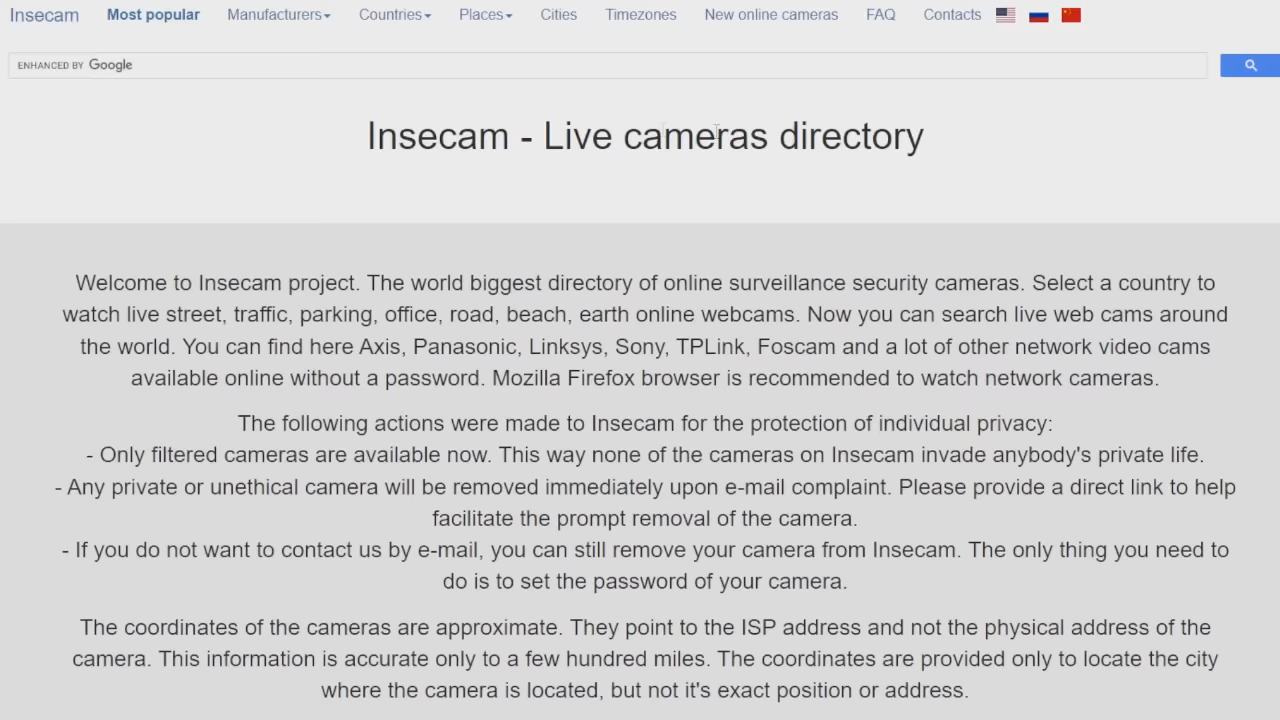 Insecam Most popular Manufacturers Countries Places Cities Timezones New online cameras FAQ Contacts
ENHANCED BY Google
Insecam - Live cameras directory
Welcome to Insecam project. The world biggest directory of online surveillance security cameras. Select a country to
watch live street, traffic, parking, office, road, beach, earth online webcams. Now you can search live web cams around
the world. You can find here Axis, Panasonic, Linksys, Sony, TPLink, Foscam and a lot of other network video cams
available online without a password. Mozilla Firefox browser is recommended to watch network cameras.
The following actions were made to Insecam for the protection of individual privacy:
- Only filtered cameras are available now. This way none of the cameras on Insecam invade anybody's private life.
- Any private or unethical camera will be removed immediately upon e-mail complaint. Please provide a direct link to help
facilitate the prompt removal of the camera.
- If you do not want to contact us by e-mail, you can still remove your camera from Insecam. The only thing you need to
do is to set the password of your camera.
The coordinates of the cameras are approximate. They point to the ISP address and not the physical address of the
camera. This information is accurate only to a few hundred miles. The coordinates are provided only to locate the city
where the camera is located, but not it's exact position or address.